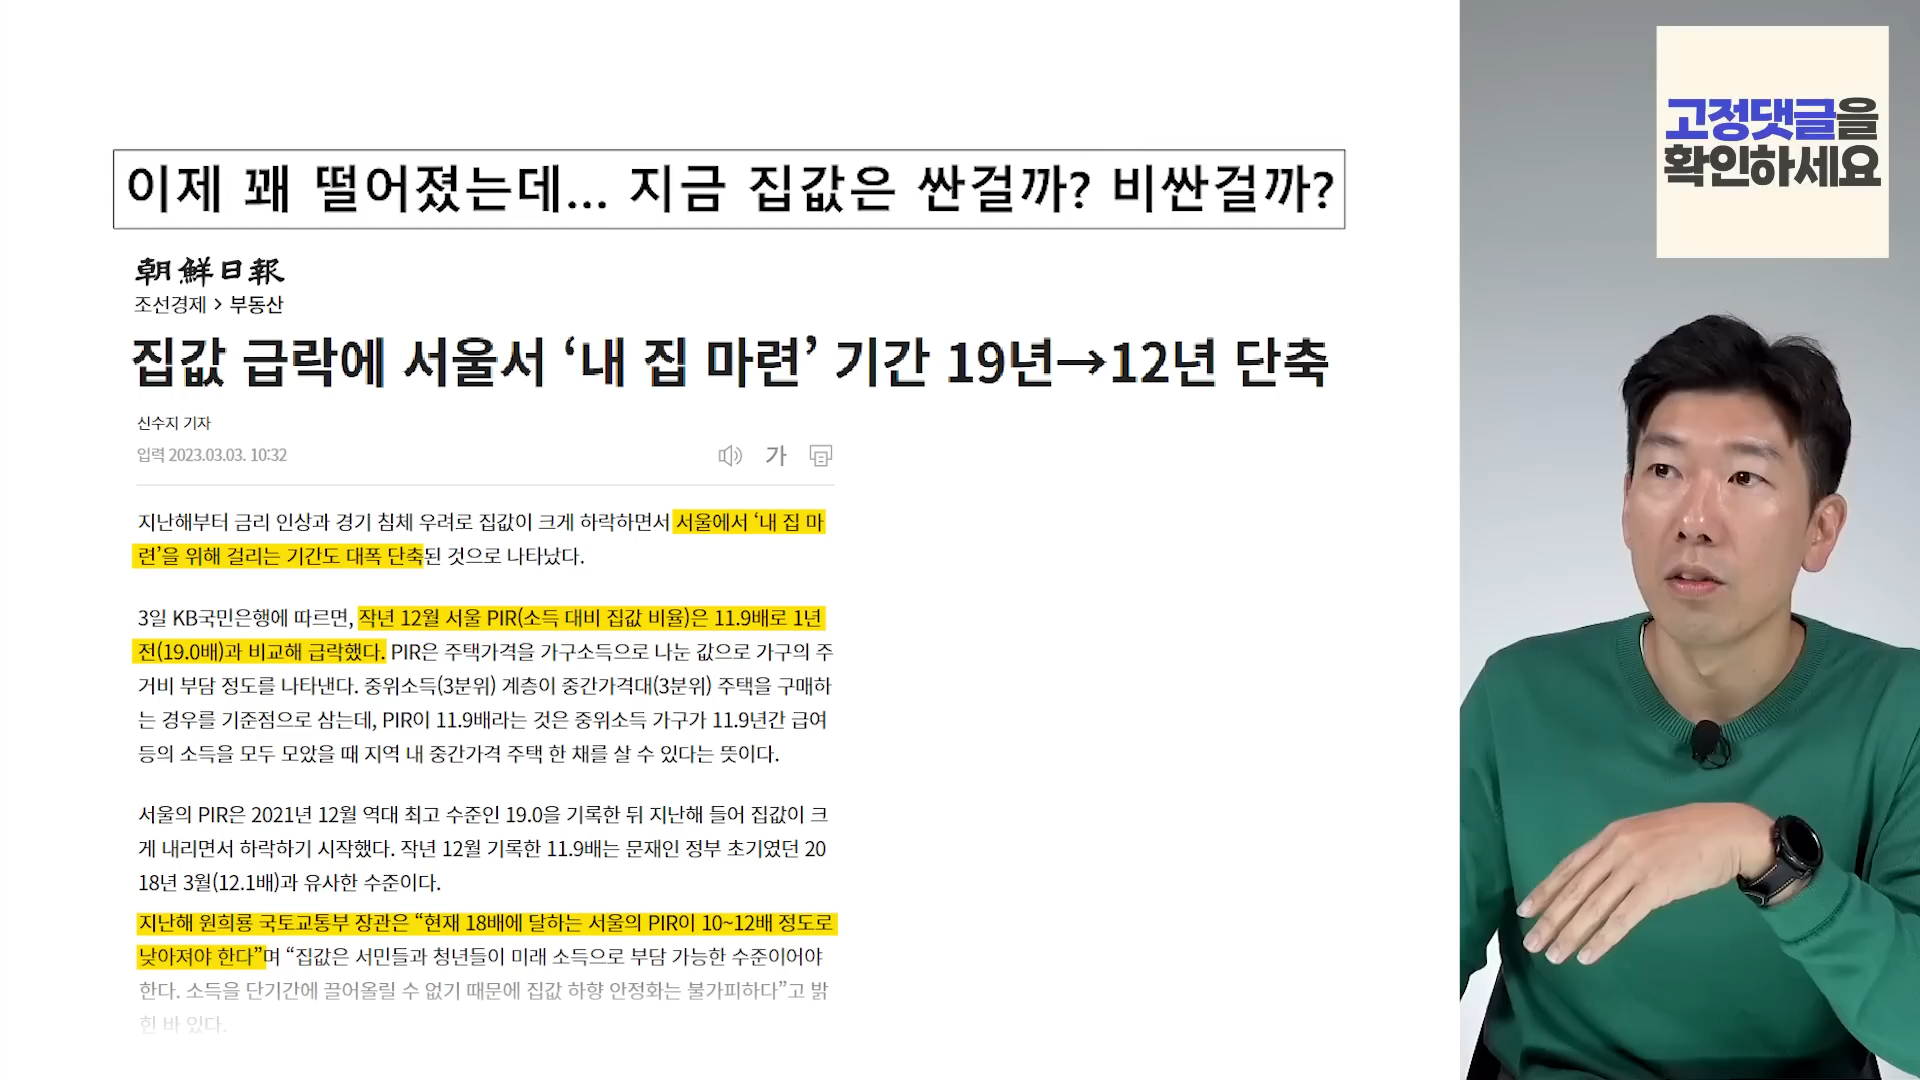 이제 꽤 떨어졌는데... 지금 집값은 싼걸까? 비싼걸까?
朝鮮日報
조선경제 > 부동산
집값 급락에 서울서 ‘내 집 마련’ 기간 19년→12년 단축
신수지 기자
입력 2023.03.03. 10:32
가
지난해부터 금리 인상과 경기 침체 우려로 집값이 크게 하락하면서 서울에서 ‘내 집 마
련’을 위해 걸리는 기간도 대폭 단축된 것으로 나타났다.
3일 KB국민은행에 따르면, 작년 12월 서울 PIR(소득 대비 집값 비율)은 11.9배로 1년
전(19.0배)과 비교해 급락했다. PIR은 주택가격을 가구소득으로 나눈 값으로 가구의 주
거비 부담 정도를 나타낸다. 중위소득(3분위) 계층이 중간가격대(3분위) 주택을 구매하
는 경우를 기준점으로 삼는데, PIR이 11.9배라는 것은 중위소득 가구가 11.9년간 급여
등의 소득을 모두 모았을 때 지역 내 중간가격 주택 한 채를 살 수 있다는 뜻이다.
서울의 PIR은 2021년 12월 역대 최고 수준인 19.0을 기록한 뒤 지난해 들어 집값이 크
게 내리면서 하락하기 시작했다. 작년 12월 기록한 11.9배는 문재인 정부 초기였던 20
18년 3월(12.1배)과 유사한 수준이다.
지난해 원희룡 국토교통부 장관은 “현재 18배에 달하는 서울의 PIR이 10~12배 정도로
낮아져야 한다”며 “집값은 서민들과 청년들이 미래 소득으로 부담 가능한 수준이어야
한다. 소득을 단기간에 끌어올릴 수 없기 때문에 집값 하향 안정화는 불가피하다”고 밝
힌 바 있다.
고정댓글을
확인하세요